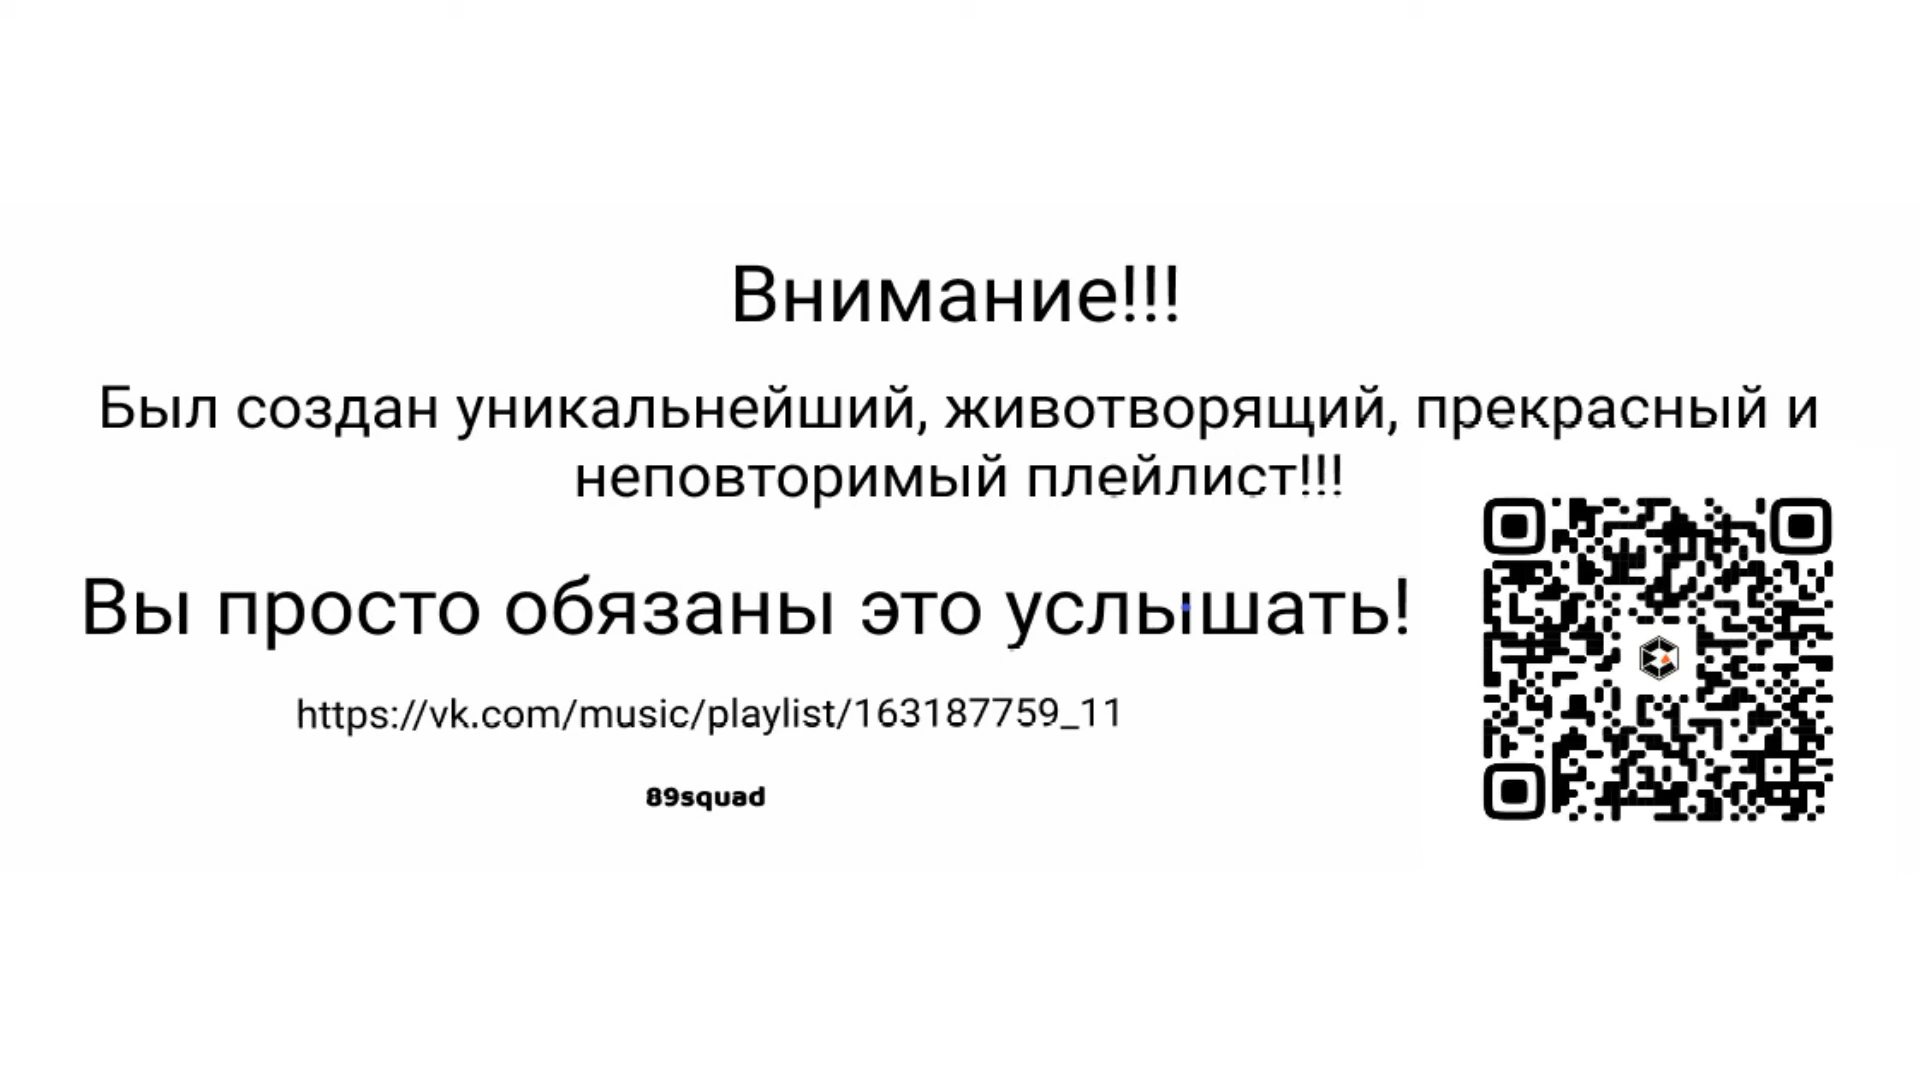 Внимание!!!
Был создан уникальнейший, животворящий, прекрасный и
неповторимый плейлист!!!
Вы просто обязаны это услышать!
https://vk.com/music/playlist/163187759_11
89squad